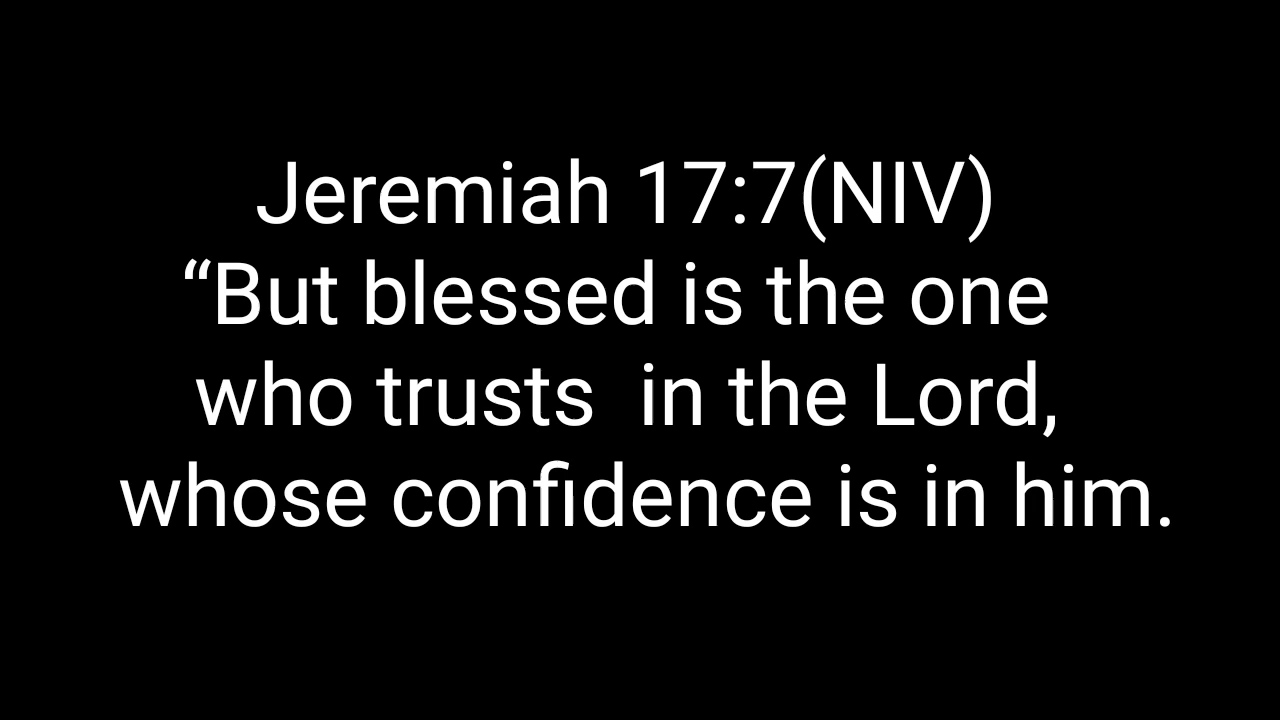 Jeremiah 17:7(NIV)
“But blessed is the one
who trusts  in the Lord,
whose confidence is in him.